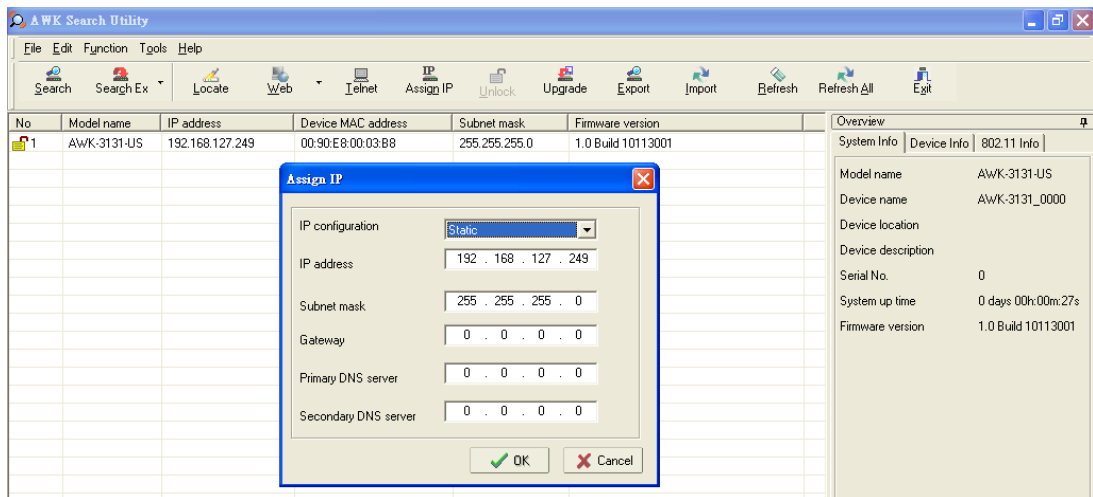 AWK Search Utility
File Edit Function Tools Help
Search Search Ex Locate Web Telnet Assign IP Unlock Upgrade Export Import Refresh Refresh All Exit
No Model name IP address Device MAC address Subnet mask Firmware version
1 AWK-3131-US 192.168.127.249 00:90:E8:00:03:B8 255.255.255.0 1.0 Build 10113001
Assign IP
IP configuration Static
IP address 192 . 168 . 127 . 249
Subnet mask 255 . 255 . 255 . 0
Gateway 0 . 0 . 0 . 0
Primary DNS server 0 . 0 . 0 . 0
Secondary DNS server 0 . 0 . 0 . 0
OK Cancel
Overview
System Info Device Info 802.11 Info
Model name AWK-3131-US
Device name AWK-3131_0000
Device location
Device description
Serial No. 0
System up time 0 days 00h:00m:27s
Firmware version 1.0 Build 10113001